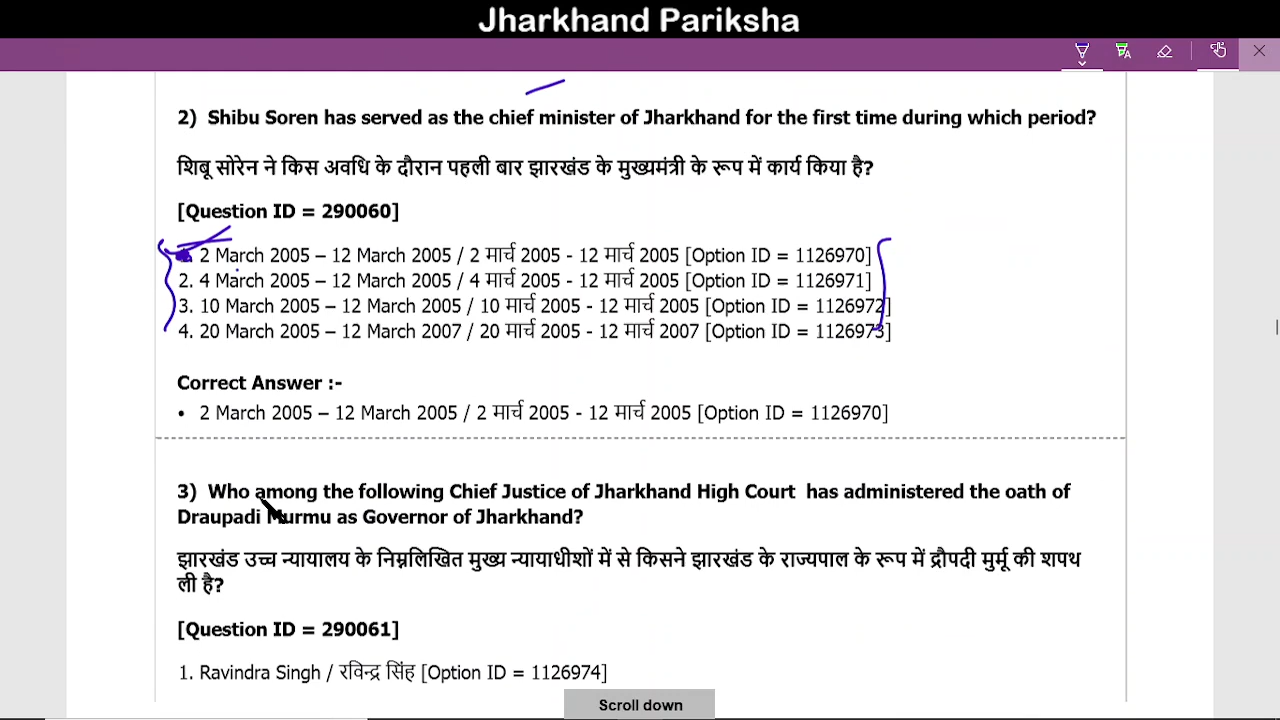 Jharkhand Pariksha
2) Shibu Soren has served as the chief minister of Jharkhand for the first time during which period?
शिबू सोरेन ने किस अवधि के दौरान पहली बार झारखंड के मुख्यमंत्री के रूप में कार्य किया है?
[Question ID = 290060]
1. 2 March 2005 – 12 March 2005 / 2 मार्च 2005 - 12 मार्च 2005 [Option ID = 1126970]
2. 4 March 2005 – 12 March 2005 / 4 मार्च 2005 - 12 मार्च 2005 [Option ID = 1126971]
3. 10 March 2005 – 12 March 2005 / 10 मार्च 2005 - 12 मार्च 2005 [Option ID = 1126972]
4. 20 March 2005 – 12 March 2007 / 20 मार्च 2005 - 12 मार्च 2007 [Option ID = 1126973]
Correct Answer :-
• 2 March 2005 – 12 March 2005 / 2 मार्च 2005 - 12 मार्च 2005 [Option ID = 1126970]
3) Who among the following Chief Justice of Jharkhand High Court has administered the oath of
Draupadi Murmu as Governor of Jharkhand?
झारखंड उच्च न्यायालय के निम्नलिखित मुख्य न्यायाधीशों में से किसने झारखंड के राज्यपाल के रूप में द्रौपदी मुर्मू की शपथ
ली है?
[Question ID = 290061]
1. Ravindra Singh / रविन्द्र सिंह [Option ID = 1126974]
Scroll down